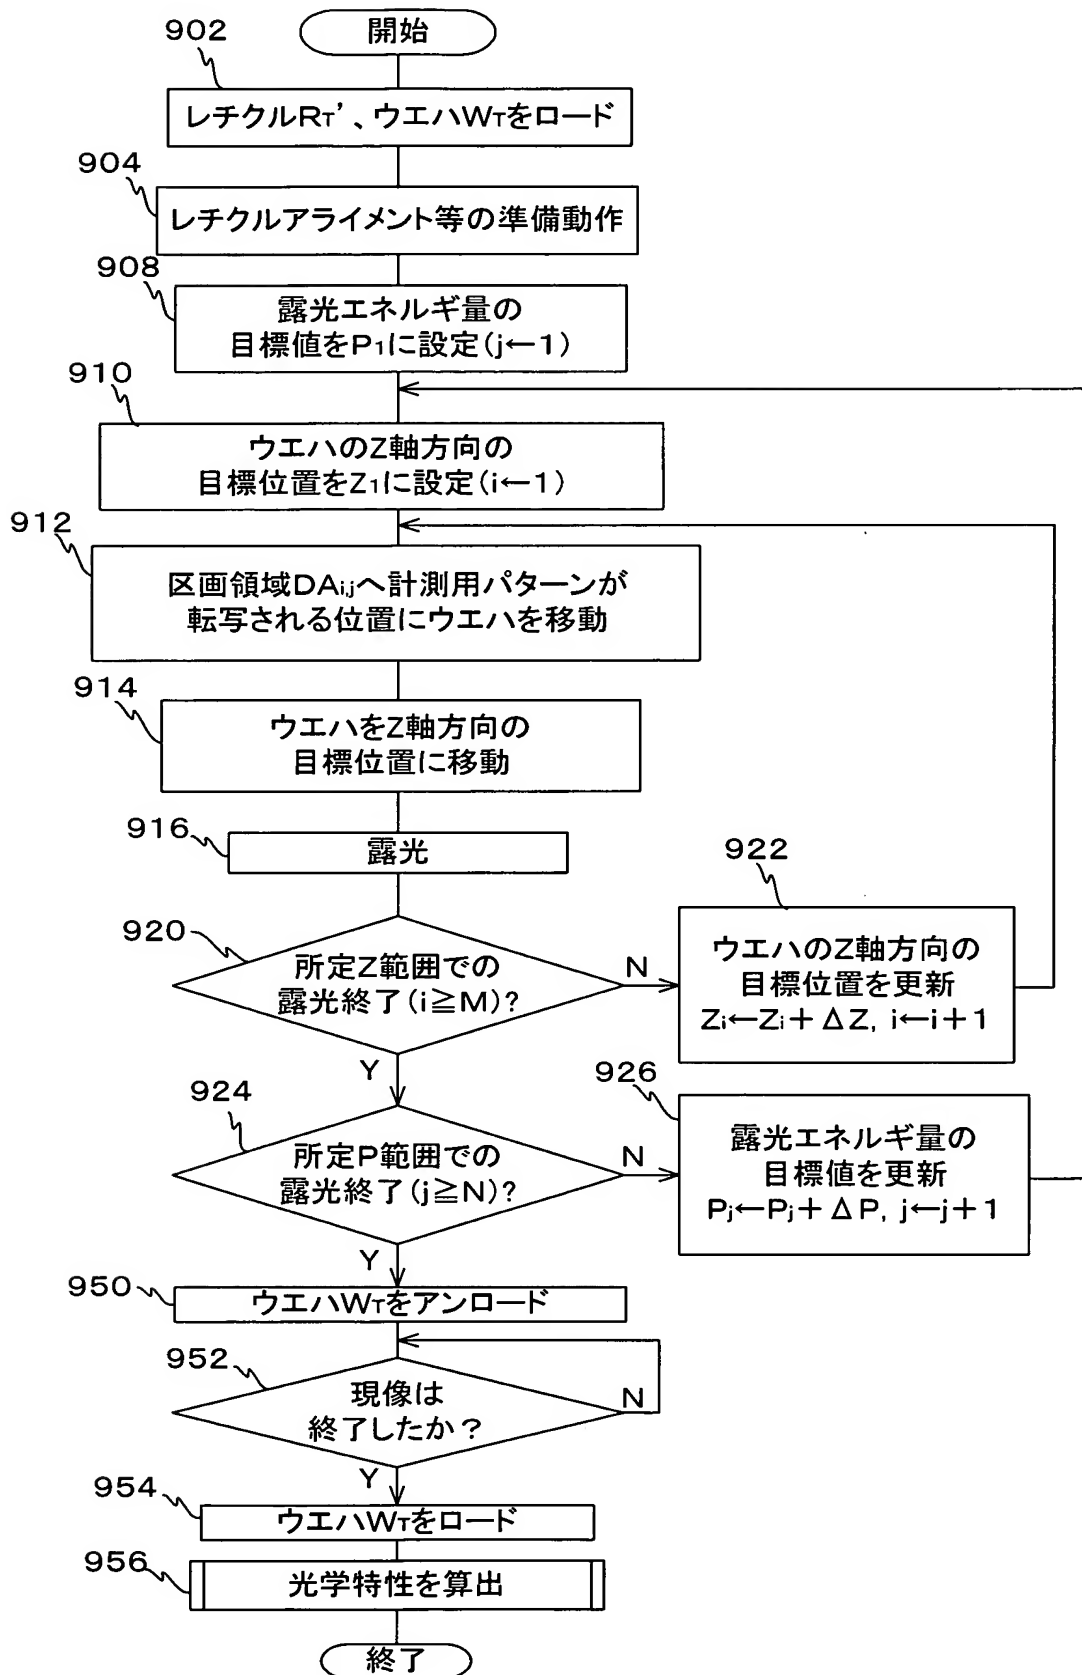 902
開始
レチクルRT'、ウエハWTをロード
904
レチクルアライメント等の準備動作
908
露光エネルギ量の
目標値をP1に設定(j←1)
910
ウエハのZ軸方向の
目標位置をZ1に設定(i←1)
912
区画領域DAi,jへ計測用パターンが
転写される位置にウエハを移動
914
ウエハをZ軸方向の
目標位置に移動
916
露光
920
所定Z範囲での
露光終了(i≧M)?
N
922
ウエハのZ軸方向の
目標位置を更新
Zi←Zi+ΔZ, i←i+1
Y
924
所定P範囲での
露光終了(j≧N)?
N
926
露光エネルギ量の
目標値を更新
Pj←Pj+ΔP, j←j+1
Y
950
ウエハWTをアンロード
952
現像は
終了したか?
N
Y
954
ウエハWTをロード
956
光学特性を算出
終了